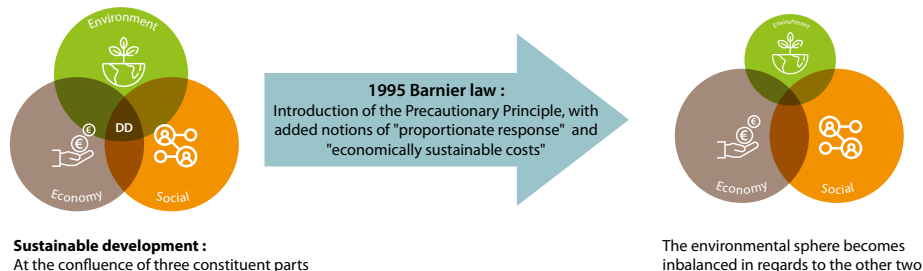 Environment
€
€
DD
Economy
Social
1995 Barnier law :
Introduction of the Precautionary Principle, with
added notions of "proportionate response" and
"economically sustainable costs"
Environment
€
€
Economy
Social
Sustainable development :
At the confluence of three constituent parts
The environmental sphere becomes
inbalanced in regards to the other two